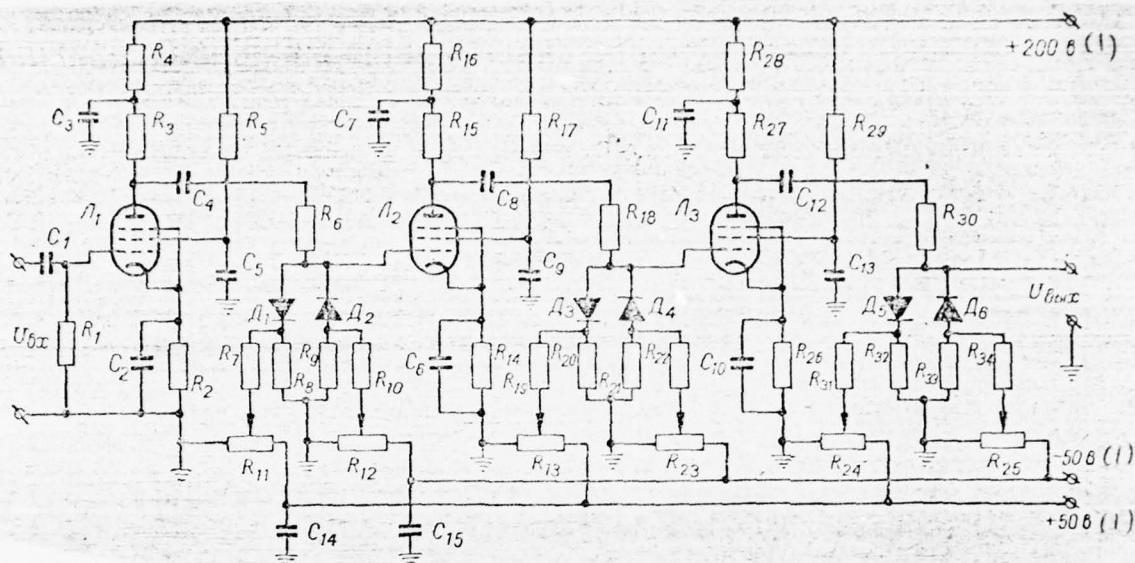 R4
R16
R28
+200 в (1)
C3
R3
R5
C7
R15
R17
C11
R27
R29
C4
C8
C12
Л1
R6
Л2
R18
Л3
R30
C1
C5
C9
C13
Uвх
R1
Д1
Д2
Д3
Д4
Д5
Д6
Uвых
C2
R2
R7
R8
R9
R10
C6
R14
R15
R20
R21
R22
C10
R26
R31
R32
R33
R34
R11
R12
R13
R23
R24
R25
-50 в (1)
+50 в (1)
C14
C15